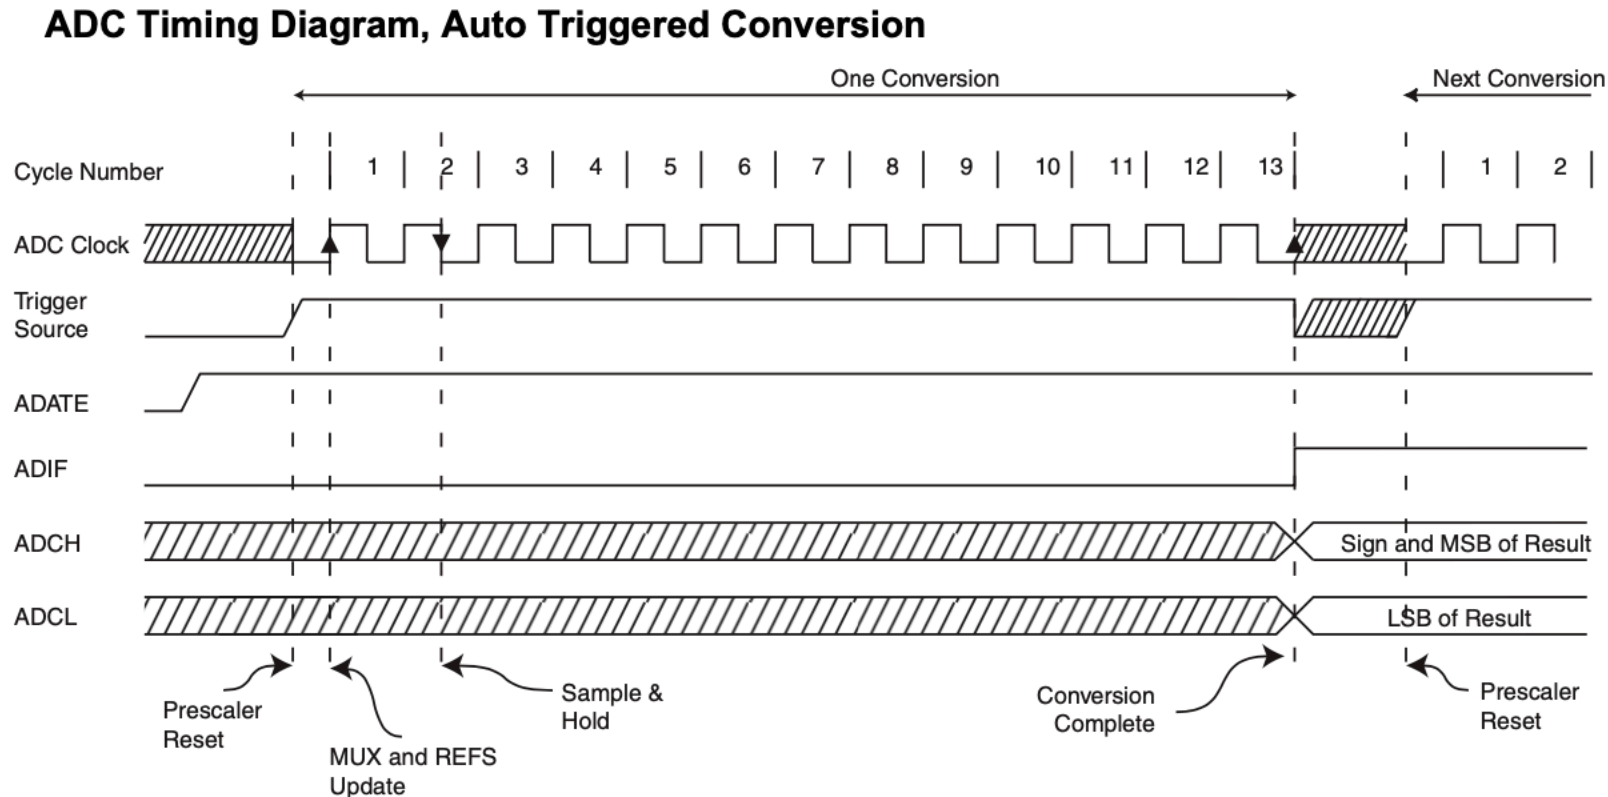 ADC Timing Diagram, Auto Triggered Conversion
One Conversion
Next Conversion
Cycle Number
1 2 3 4 5 6 7 8 9 10 11 12 13 1 2
ADC Clock
Trigger
Source
ADATE
ADIF
ADCH
Sign and MSB of Result
ADCL
LSB of Result
Prescaler
Reset
MUX and REFS
Update
Sample &
Hold
Conversion
Complete
Prescaler
Reset